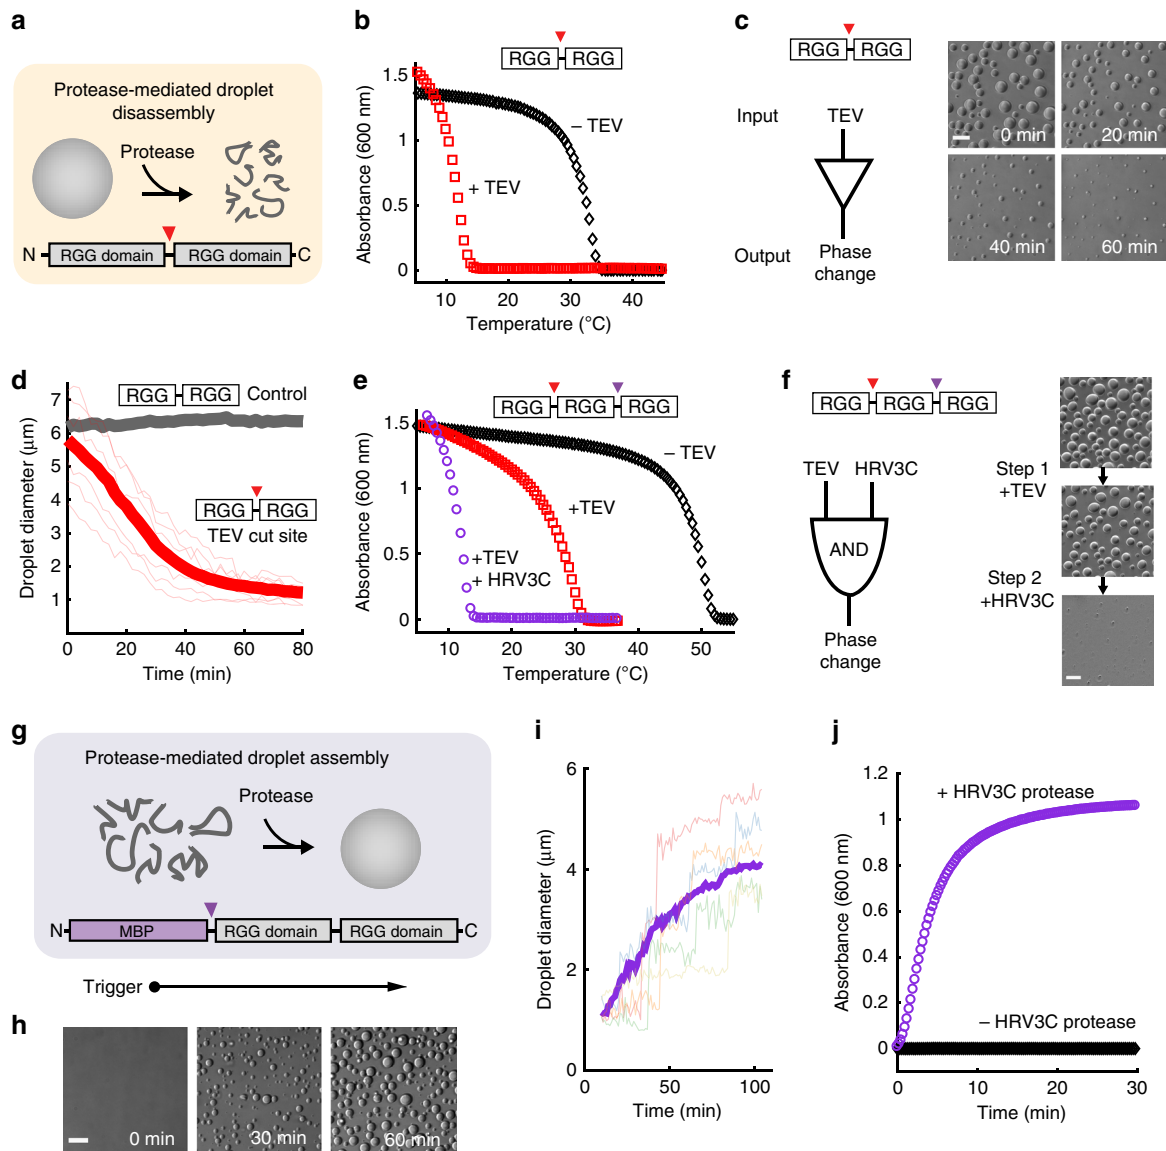 a
Protease-mediated droplet
disassembly
Protease
N
RGG domain
RGG domain
C
b
RGG
RGG
Absorbance (600 nm)
1.5
1
0.5
0
– TEV
+ TEV
10
20
30
40
Temperature (°C)
c
RGG
RGG
Input
TEV
Output
Phase
change
0 min
20 min
40 min
60 min
d
Droplet diameter (μm)
7
6
5
4
3
2
1
RGG
RGG
Control
RGG
RGG
TEV cut site
0
20
40
60
80
Time (min)
e
RGG
RGG
RGG
Absorbance (600 nm)
1.5
1
0.5
0
– TEV
+TEV
+TEV
+ HRV3C
10
20
30
40
50
Temperature (°C)
f
RGG
RGG
RGG
TEV
HRV3C
AND
Phase
change
Step 1
+TEV
Step 2
+HRV3C
g
Protease-mediated droplet assembly
Protease
N
MBP
RGG domain
RGG domain
C
Trigger
h
0 min
30 min
60 min
i
Droplet diameter (μm)
6
4
2
0
0
50
100
Time (min)
j
Absorbance (600 nm)
1.2
1
0.8
0.6
0.4
0.2
0
+ HRV3C protease
– HRV3C protease
0
10
20
30
Time (min)